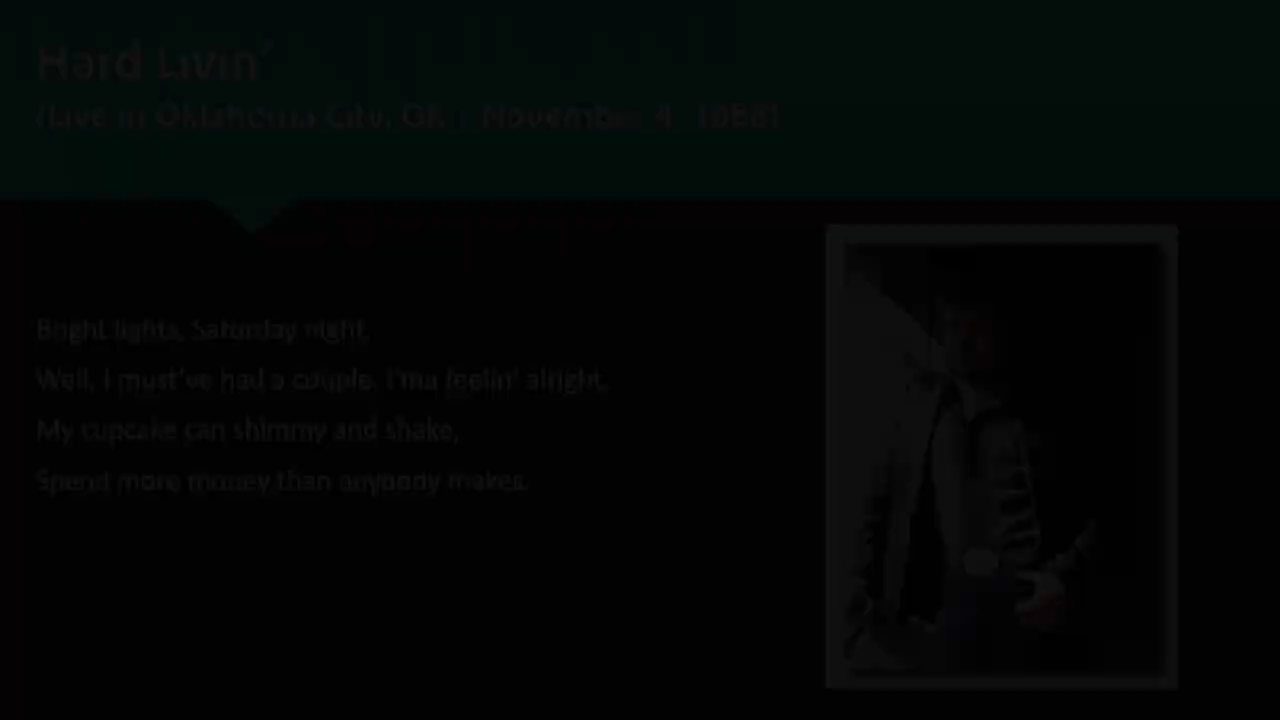 Hard Livin'
(Live in Oklahoma City, OK : November 4, 1986)
Bright lights, Saturday night,
Well, I must've had a couple, I'ma feelin' alright,
My cupcake can shimmy and shake,
Spend more money than anybody makes.